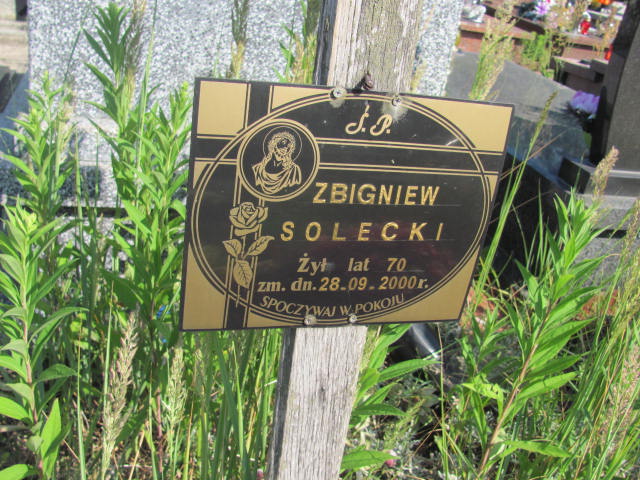 Ś.P.
ZBIGNIEW
SOLECKI
Żył lat 70
zm. dn. 28-09-2000r.
SPOCZYWAJ W POKOJU